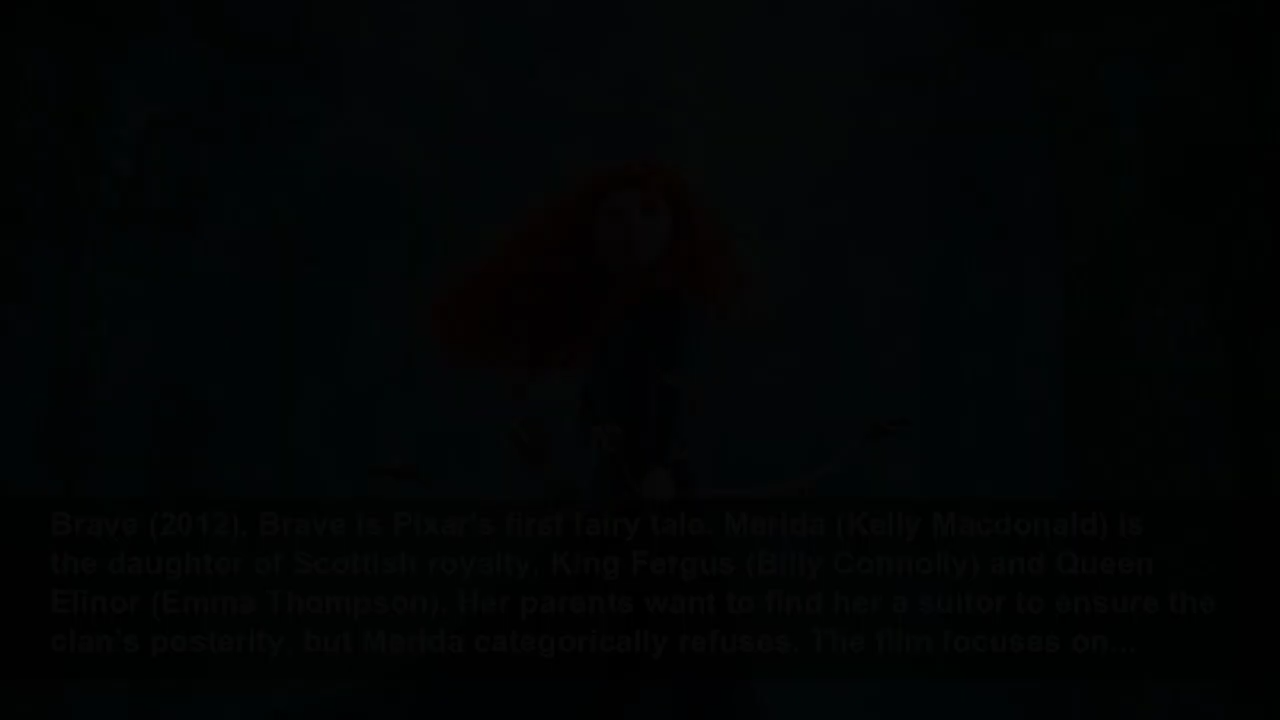 Brave (2012). Brave is Pixar's first fairy tale. Merida (Kelly Macdonald) is
the daughter of Scottish royalty, King Fergus (Billy Connolly) and Queen
Elinor (Emma Thompson). Her parents want to find her a suitor to ensure the
clan's posterity, but Merida categorically refuses. The film focuses on...